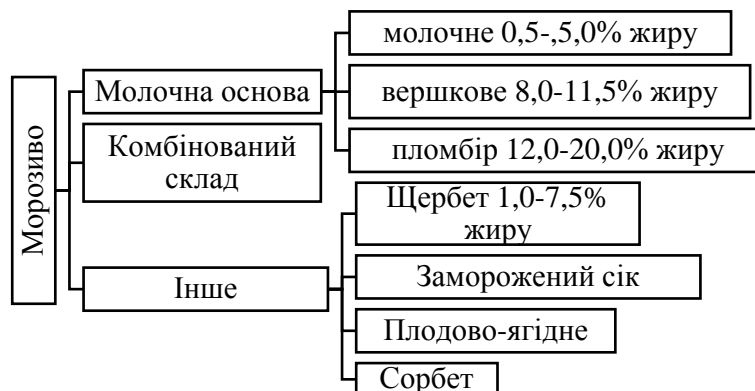 Морозиво
Молочна основа
молочне 0,5-,5,0% жиру
вершкове 8,0-11,5% жиру
пломбір 12,0-20,0% жиру
Комбінований
склад
Інше
Щербет 1,0-7,5%
жиру
Заморожений сік
Плодово-ягідне
Сорбет